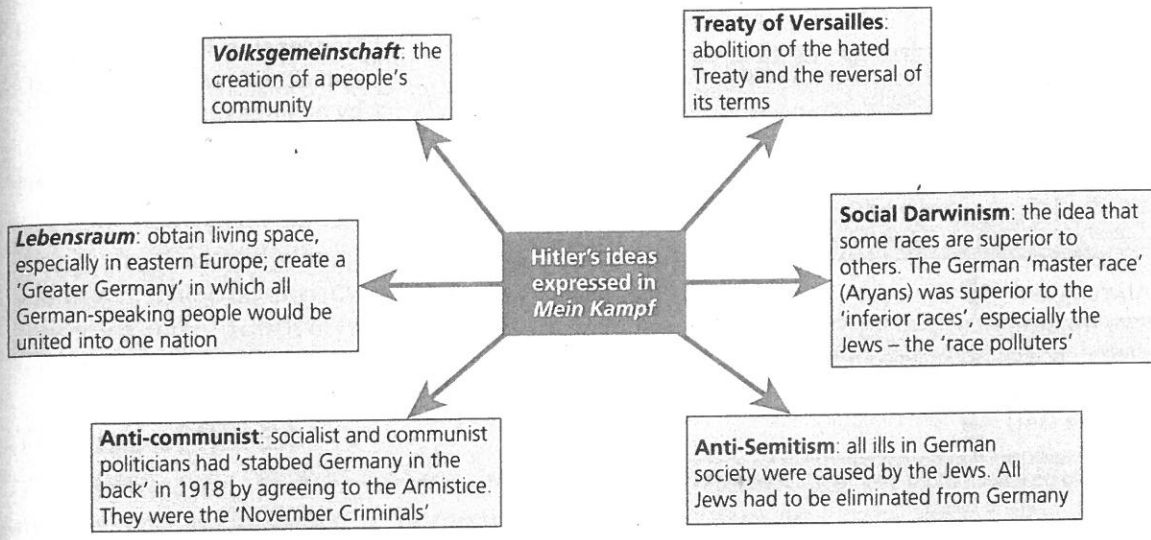 Volksgemeinschaft: the
creation of a people's
community
Treaty of Versailles:
abolition of the hated
Treaty and the reversal of
its terms
Lebensraum: obtain living space,
especially in eastern Europe; create a
'Greater Germany' in which all
German-speaking people would be
united into one nation
Hitler's ideas
expressed in
Mein Kampf
Social Darwinism: the idea that
some races are superior to
others. The German 'master race'
(Aryans) was superior to the
'inferior races', especially the
Jews – the 'race polluters'
Anti-communist: socialist and communist
politicians had 'stabbed Germany in the
back' in 1918 by agreeing to the Armistice.
They were the 'November Criminals'
Anti-Semitism: all ills in German
society were caused by the Jews. All
Jews had to be eliminated from Germany